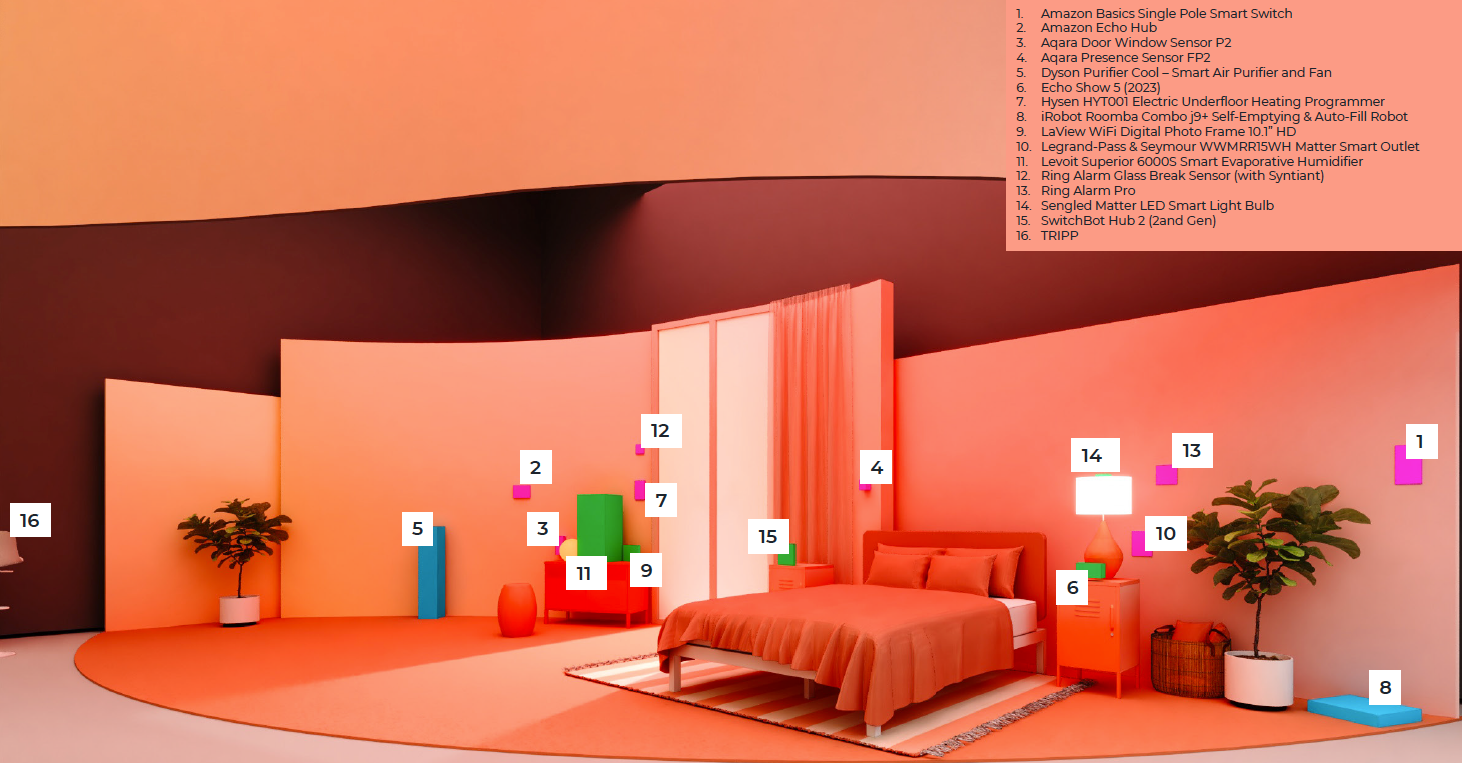 1. Amazon Basics Single Pole Smart Switch
2. Amazon Echo Hub
3. Aqara Door Window Sensor P2
4. Aqara Presence Sensor FP2
5. Dyson Purifier Cool – Smart Air Purifier and Fan
6. Echo Show 5 (2023)
7. Hysen HYT001 Electric Underfloor Heating Programmer
8. iRobot Roomba Combo j9+ Self-Emptying & Auto-Fill Robot
9. LaView WiFi Digital Photo Frame 10.1” HD
10. Legrand-Pass & Seymour WWMRR15WH Matter Smart Outlet
11. Levoit Superior 6000S Smart Evaporative Humidifier
12. Ring Alarm Glass Break Sensor (with Syntiant)
13. Ring Alarm Pro
14. Sengled Matter LED Smart Light Bulb
15. SwitchBot Hub 2 (2and Gen)
16. TRIPP
12
1
13
14
2
4
7
16
5
3
10
15
11
9
6
8